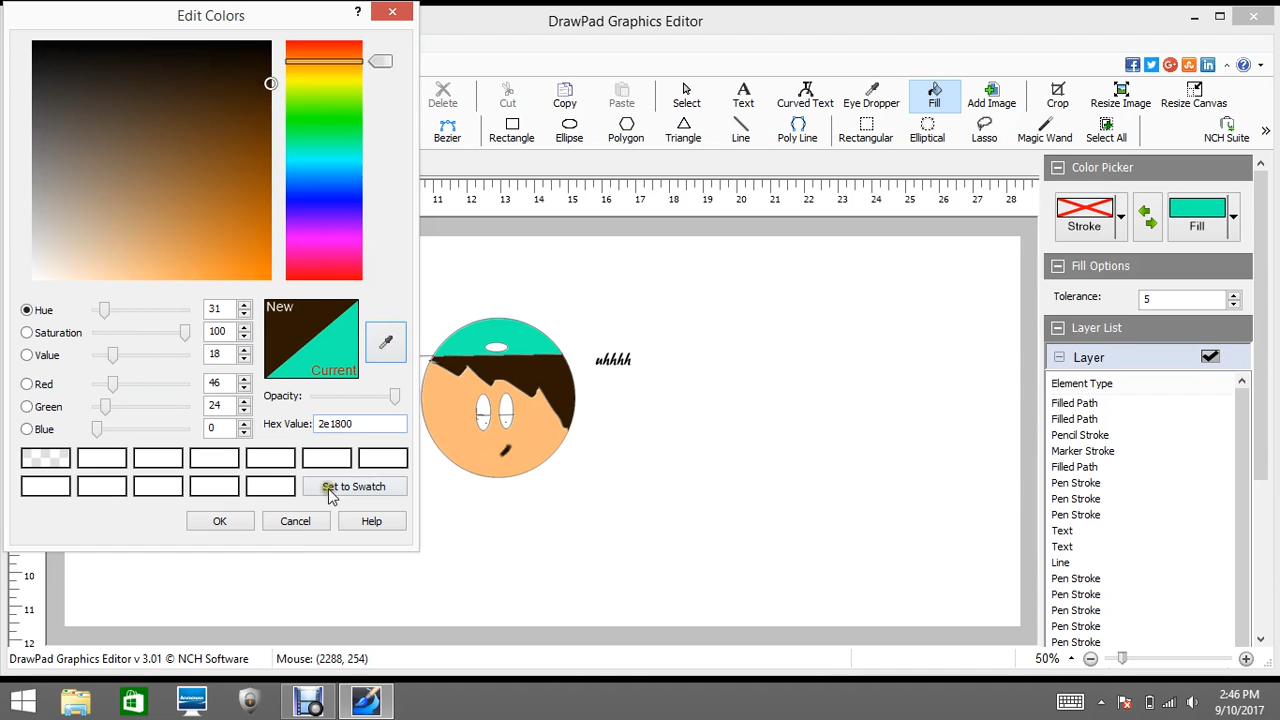 Edit Colors
?
DrawPad Graphics Editor
Delete
Cut
Copy
Paste
Select
Text
Curved Text
Eye Dropper
Fill
Add Image
Crop
Resize Image
Resize Canvas
Bezier
Rectangle
Ellipse
Polygon
Triangle
Line
Poly Line
Rectangular
Elliptical
Lasso
Magic Wand
Select All
NCH Suite
11 12 13 14 15 16 17 18 19 20 21 22 23 24 25 26 27 28
Color Picker
Stroke
Fill
Fill Options
Tolerance: 5
Layer List
Layer
Element Type
Filled Path
Filled Path
Pencil Stroke
Marker Stroke
Filled Path
Pen Stroke
Pen Stroke
Pen Stroke
Text
Text
Line
Pen Stroke
Pen Stroke
Pen Stroke
Pen Stroke
Pen Stroke
Hue 31
Saturation 100
Value 18
Red 46
Green 24
Blue 0
New
Current
Opacity:
Hex Value: 2e1800
Set to Swatch
OK
Cancel
Help
uhhhh
10
11
12
DrawPad Graphics Editor v 3.01 © NCH Software
Mouse: (2288, 254)
50%
2:46 PM
9/10/2017